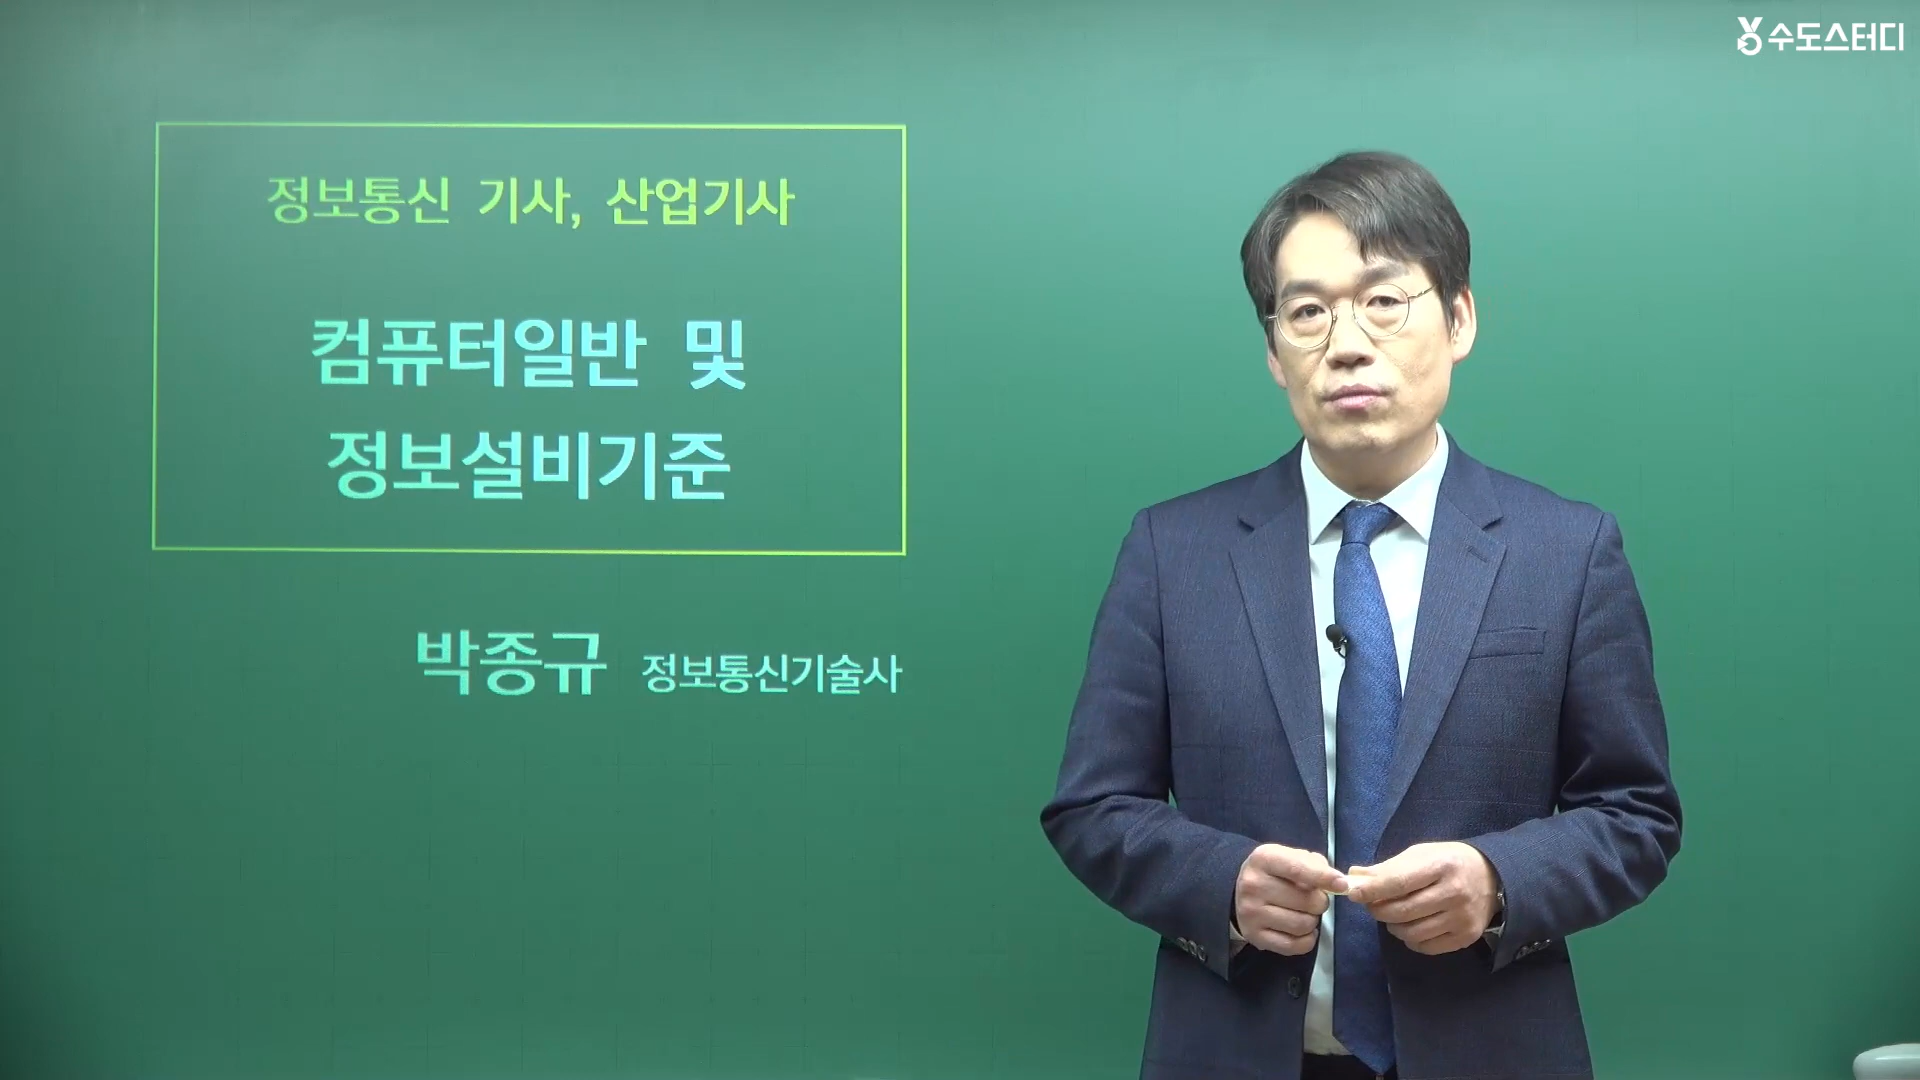 수도스터디
정보통신 기사, 산업기사
컴퓨터일반 및
정보설비기준
박종규 정보통신기술사